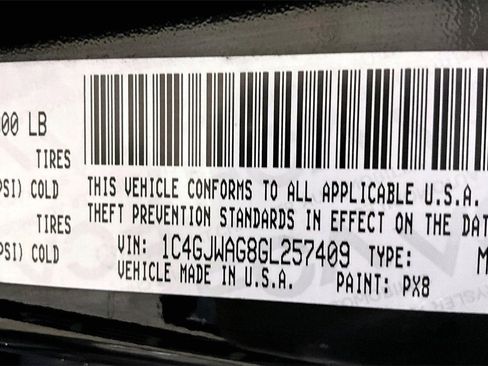 00 LB
TIRES
PSI) COLD
TIRES
PSI) COLD
THIS VEHICLE CONFORMS TO ALL APPLICABLE U.S.A.
THEFT PREVENTION STANDARDS IN EFFECT ON THE DAT
VIN: 1C4GJWAG8GL257409 TYPE: M
VEHICLE MADE IN U.S.A. PAINT: PX8